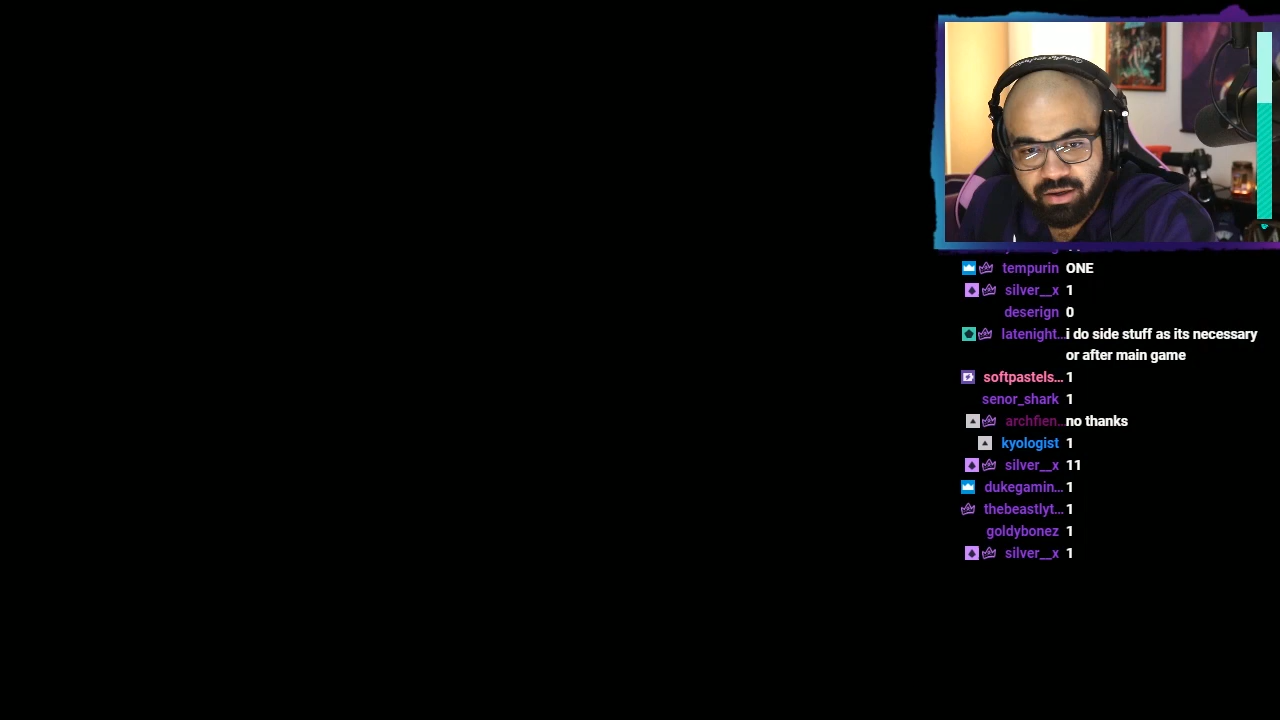 tempurin ONE
silver__x 1
deserign 0
latenight... i do side stuff as its necessary
or after main game
softpastels... 1
senor_shark 1
archfien... no thanks
kyologist 1
silver__x 11
dukegamin... 1
thebeastlyt... 1
goldybonez 1
silver__x 1